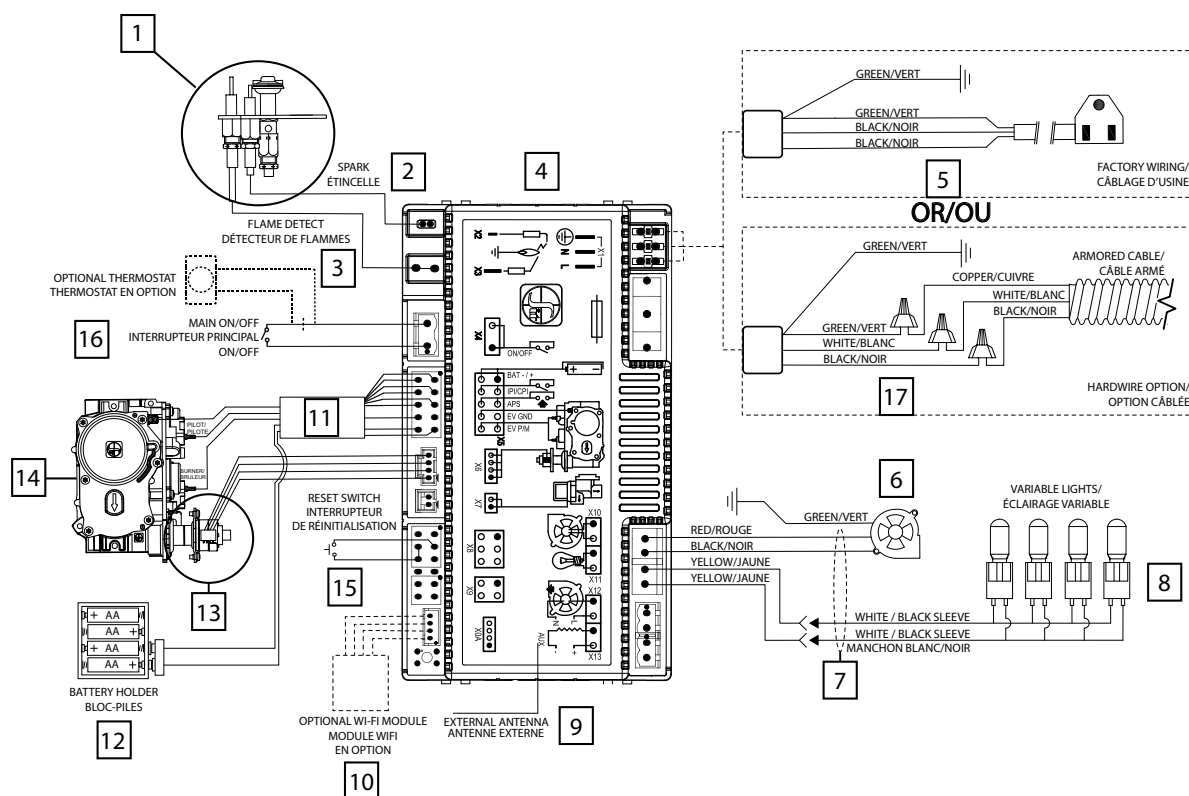 1
SPARK
ÉTINCELLE
2
4
FLAME DETECT
DÉTECTEUR DE FLAMMES
3
OPTIONAL THERMOSTAT
THERMOSTAT EN OPTION
16
MAIN ON/OFF
INTERRUPTEUR PRINCIPAL
ON/OFF
11
14
PILOT/
PILOTE
BURNER/
BRULEUR
13
RESET SWITCH
INTERRUPTEUR
DE RÉINITIALISATION
15
+ AA
AA +
+ AA
AA +
BATTERY HOLDER
BLOC-PILES
12
OPTIONAL WI-FI MODULE
MODULE WIFI
EN OPTION
10
EXTERNAL ANTENNA
ANTENNE EXTERNE
9
X2
X3
N
L
X1
X4
ON/OFF
BAT - / +
IPI/CPI
APS
EV GND
EV P/M
X5
X6
X7
X10
X8
X11
X9
X12
N
L
X0A
AUX
- +
X13
GREEN/VERT
GREEN/VERT
BLACK/NOIR
BLACK/NOIR
5
FACTORY WIRING/
CÂBLAGE D'USINE
OR/OU
GREEN/VERT
COPPER/CUIVRE
WHITE/BLANC
BLACK/NOIR
ARMORED CABLE/
CÂBLE ARMÉ
GREEN/VERT
WHITE/BLANC
BLACK/NOIR
17
HARDWIRE OPTION/
OPTION CÂBLÉE
6
GREEN/VERT
RED/ROUGE
BLACK/NOIR
YELLOW/JAUNE
YELLOW/JAUNE
VARIABLE LIGHTS/
ÉCLAIRAGE VARIABLE
8
WHITE / BLACK SLEEVE
WHITE / BLACK SLEEVE
MANCHON BLANC/NOIR
7